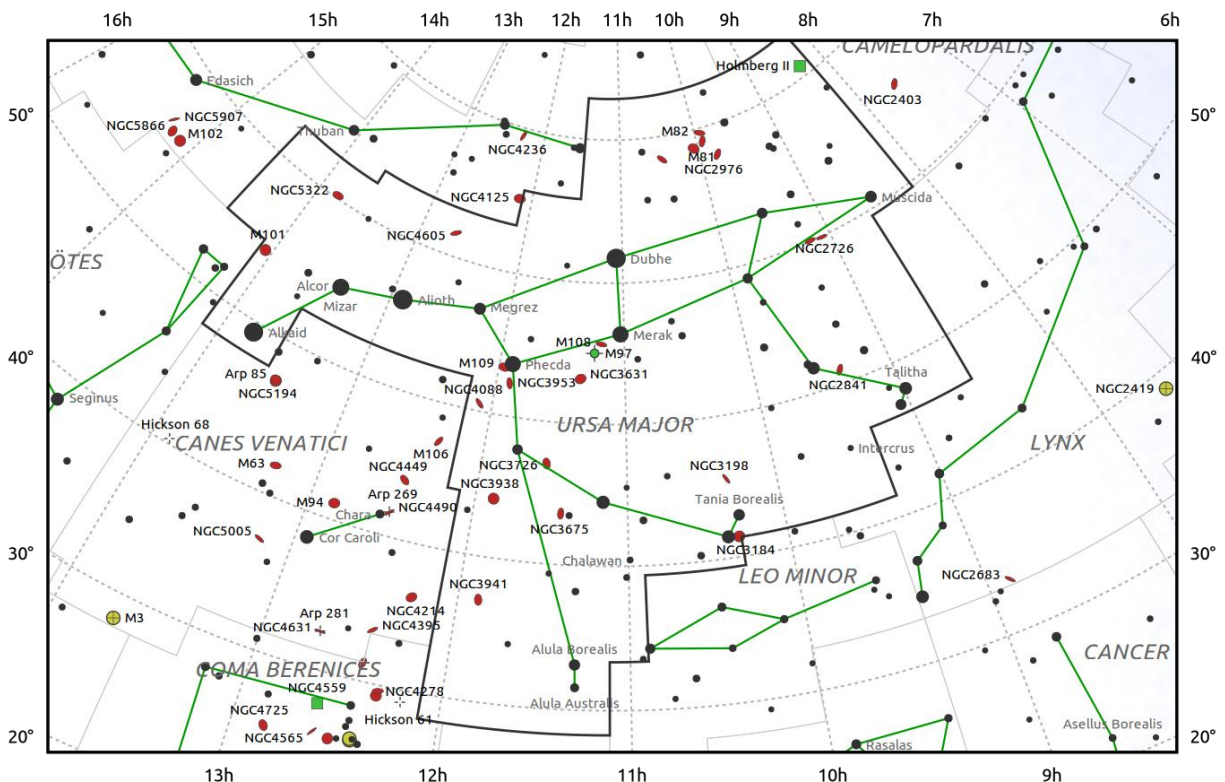 16h 15h 14h 13h 12h 11h 10h 9h 8h 7h 6h
CAMELOPARDALIS
Holmberg II
Edasich
NGC2403
50°
NGC5907
NGC5866
M102
Thuban
NGC4236
M82
M81
NGC2976
50°
NGC5322
NGC4125
Muscida
M101
NGC4605
NGC2726
ÖTES
Dubhe
Alcor
Mizar
Alioth
Megrez
Alkaid
Merak
40°
M108
M97
M109
Phecda
NGC3631
NGC3953
40°
Arp 85
NGC5194
NGC4088
NGC2841
Talitha
NGC2419
Seginus
Hickson 68
CANES VENATICI
URSA MAJOR
LYNX
M106
Intercrus
M63
NGC4449
NGC3726
NGC3198
NGC3938
M94
Arp 269
NGC4490
Tania Borealis
Chara
NGC5005
Cor Caroli
NGC3675
NGC3184
30°
Chalawan
30°
LEO MINOR
NGC2683
NGC3941
M3
Arp 281
NGC4631
NGC4214
NGC4395
Alula Borealis
CANCER
COMA BERENICES
NGC4559
NGC4278
Alula Australis
NGC4725
Hickson 61
Asellus Borealis
NGC4565
20°
Rasalas
20°
13h 12h 11h 10h 9h